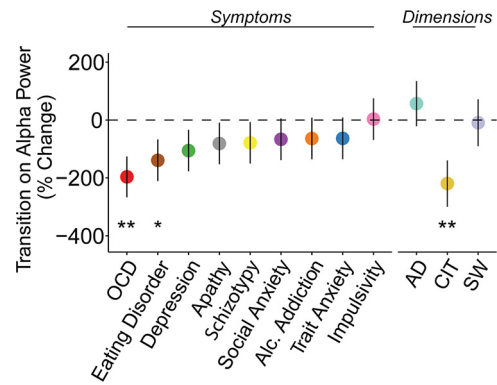 Symptoms
Dimensions
Transition on Alpha Power
(% Change)
200
0
−200
−400
** * **
OCD
Eating Disorder
Depression
Apathy
Schizotypy
Social Anxiety
Alc. Addiction
Trait Anxiety
Impulsivity
AD
CIT
SW